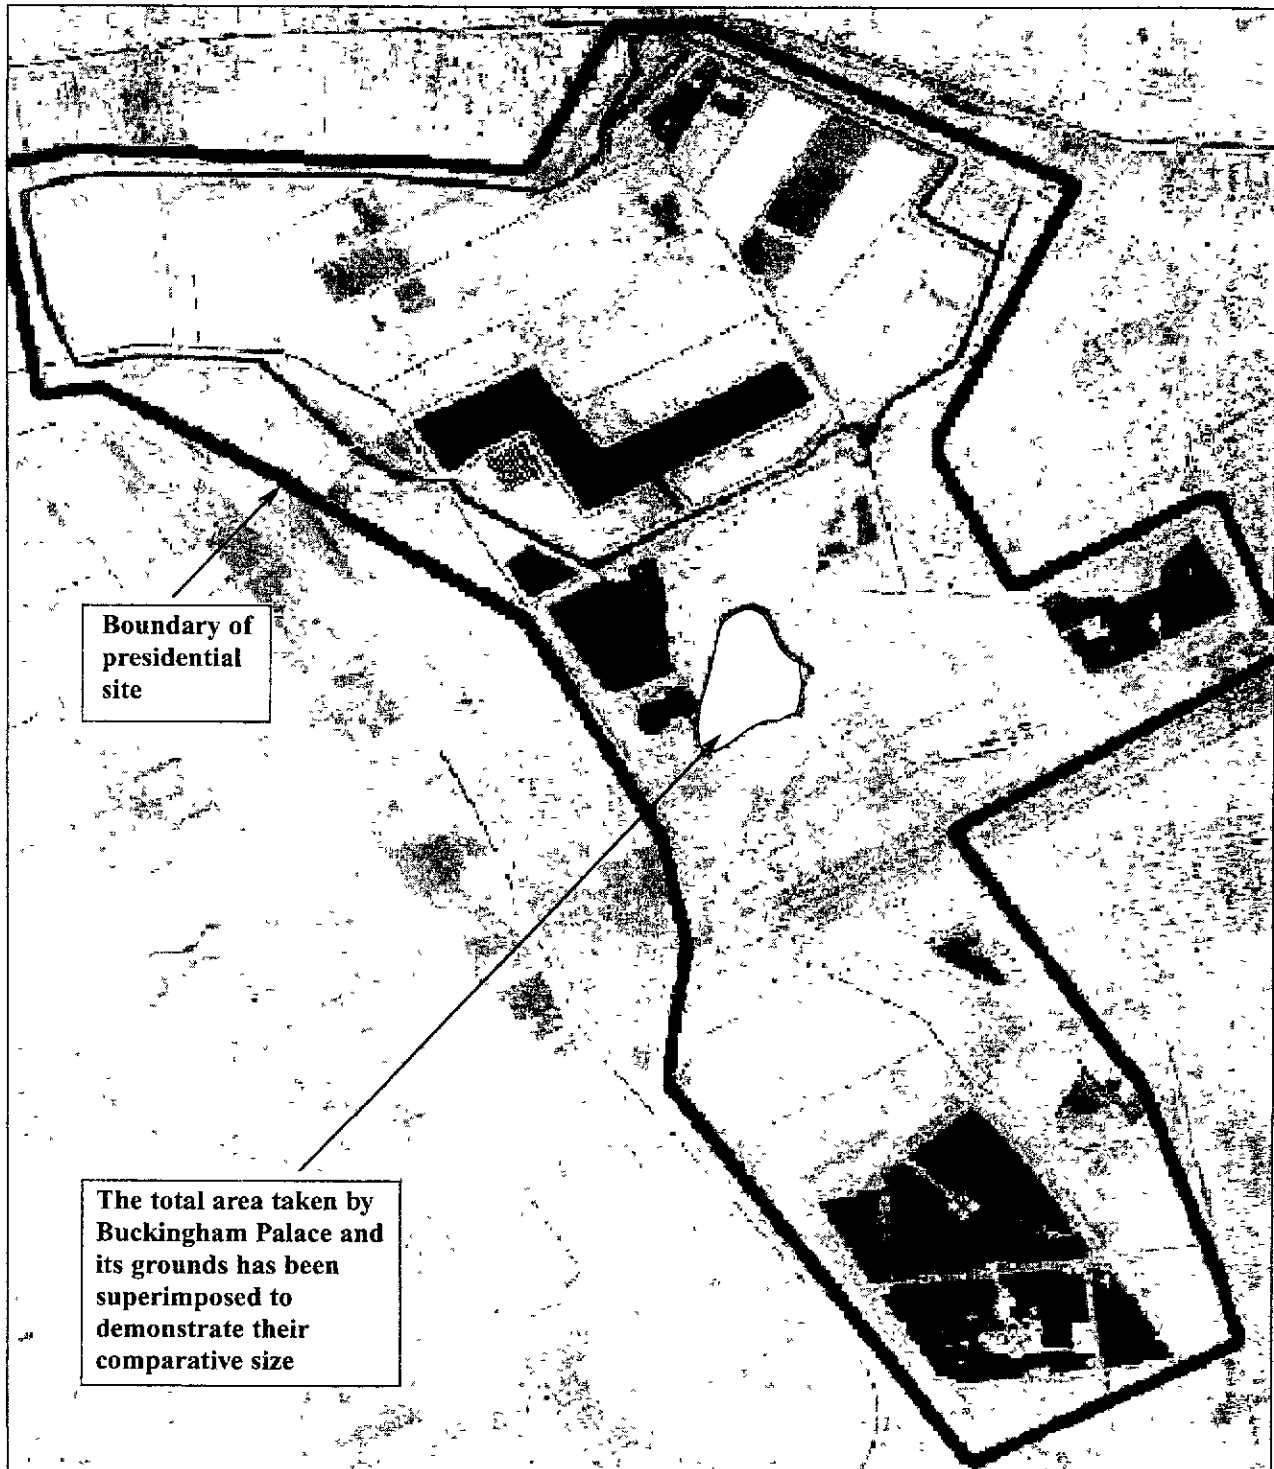 Boundary of
presidential
site
The total area taken by
Buckingham Palace and
its grounds has been
superimposed to
demonstrate their
comparative size